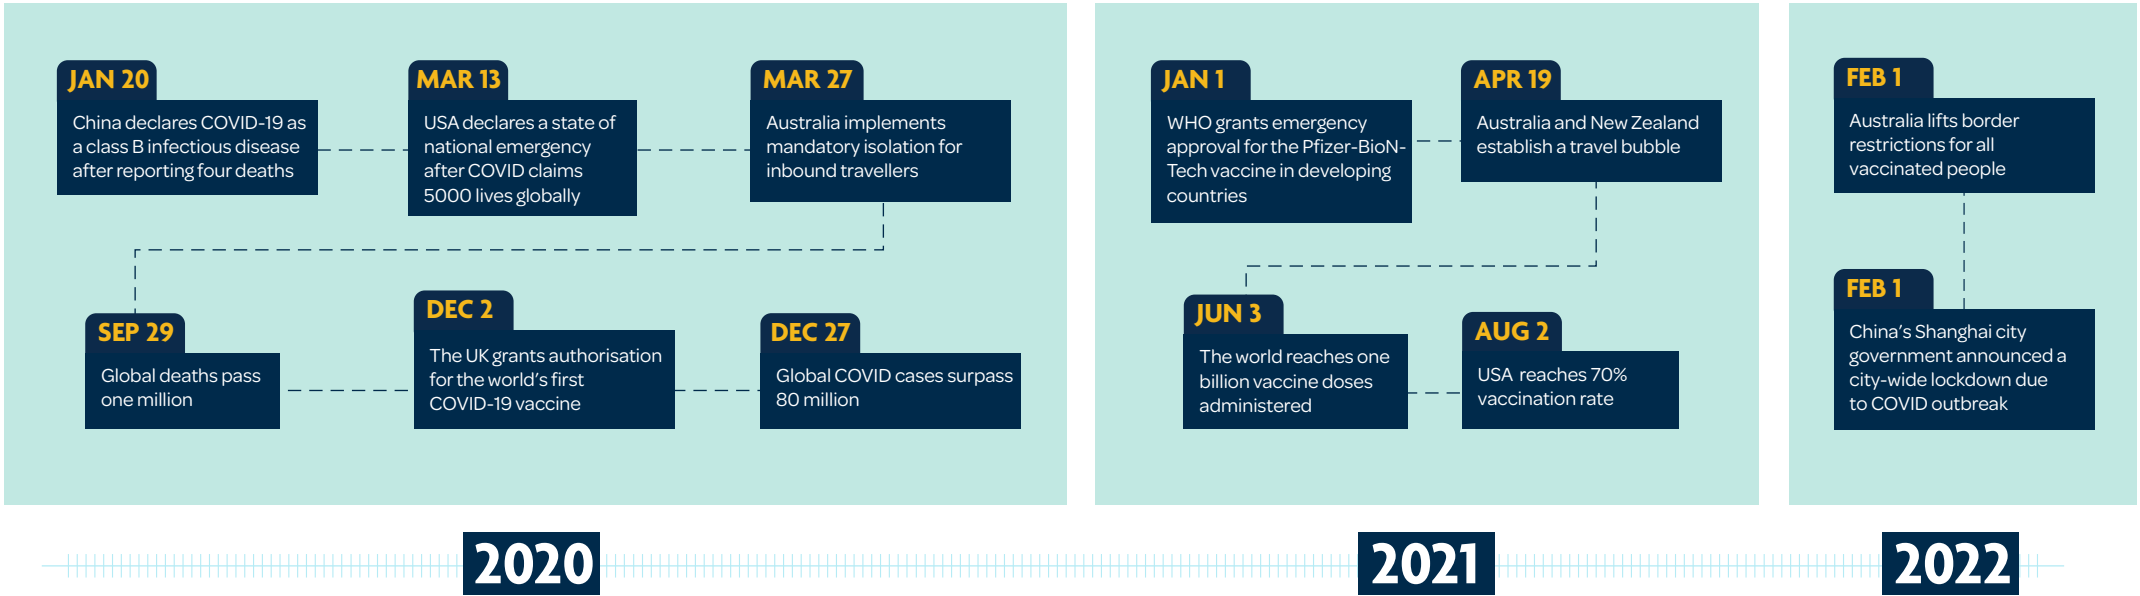 JAN 20
China declares COVID-19 as
a class B infectious disease
after reporting four deaths
MAR 13
USA declares a state of
national emergency
after COVID claims
5000 lives globally
MAR 27
Australia implements
mandatory isolation for
inbound travellers
SEP 29
Global deaths pass
one million
DEC 2
The UK grants authorisation
for the world's first
COVID-19 vaccine
DEC 27
Global COVID cases surpass
80 million
JAN 1
WHO grants emergency
approval for the Pfizer-BioN-
Tech vaccine in developing
countries
APR 19
Australia and New Zealand
establish a travel bubble
JUN 3
The world reaches one
billion vaccine doses
administered
AUG 2
USA reaches 70%
vaccination rate
FEB 1
Australia lifts border
restrictions for all
vaccinated people
FEB 1
China's Shanghai city
government announced a
city-wide lockdown due
to COVID outbreak
2020
2021
2022